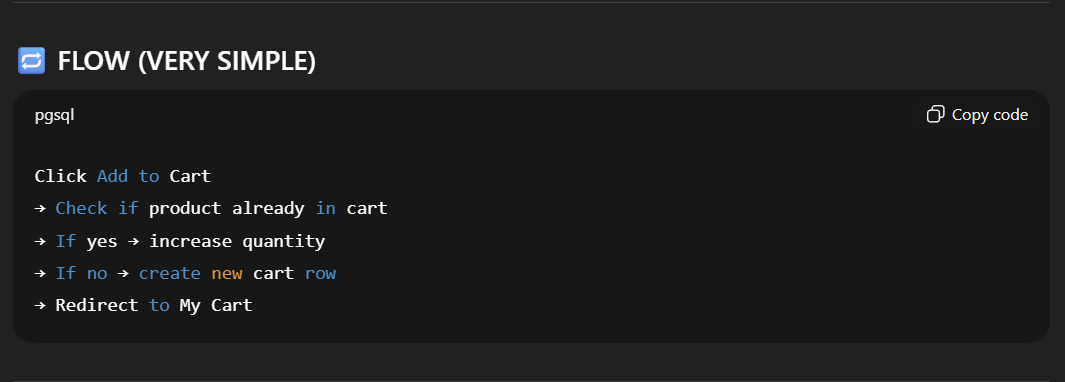 🔁 FLOW (VERY SIMPLE)
pgsql
Copy code
Click Add to Cart
→ Check if product already in cart
→ If yes → increase quantity
→ If no → create new cart row
→ Redirect to My Cart